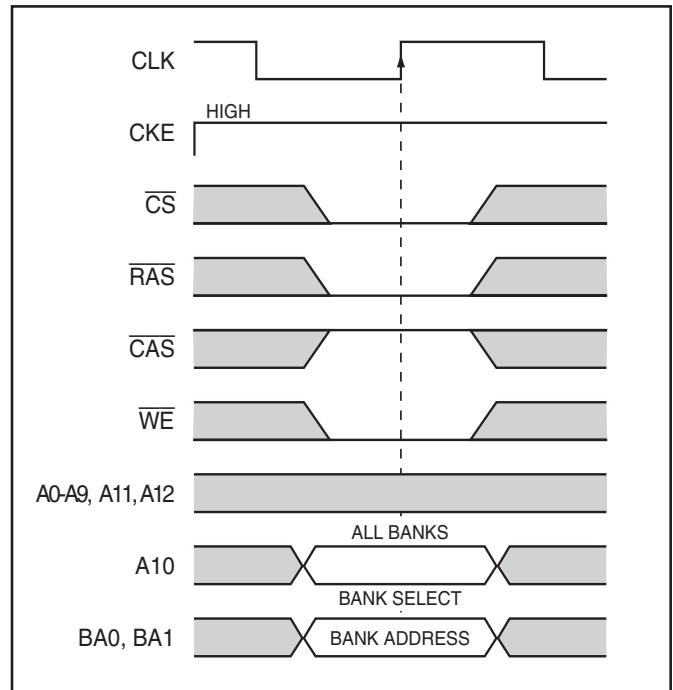 CLK
HIGH
CKE
CS
RAS
CAS
WE
A0-A9, A11, A12
ALL BANKS
A10
BANK SELECT
BA0, BA1
BANK ADDRESS